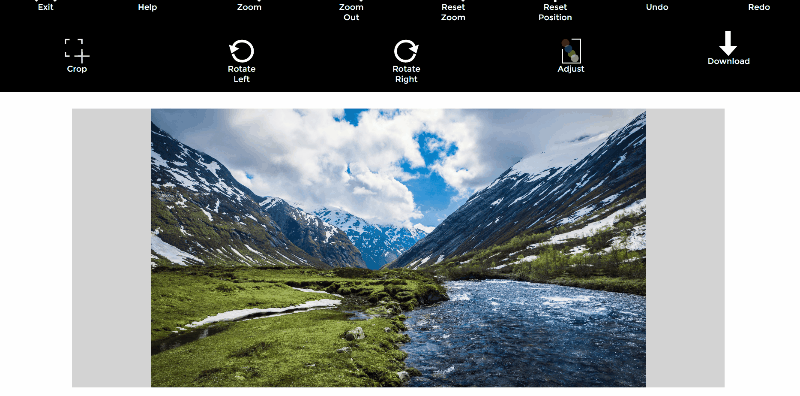 Exit
Help
Zoom
Zoom
Out
Reset
Zoom
Reset
Position
Undo
Redo
Crop
Rotate
Left
Rotate
Right
Adjust
Download